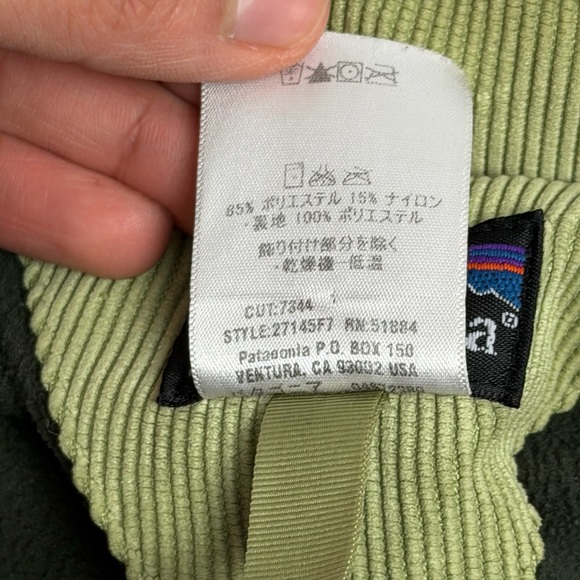 85% ポリエステル 15% ナイロン
・裏地 100% ポリエステル
飾り付け部分を除く
・乾燥機－低温
CUT:7344
STYLE:27145F7 RN:51884
Patagonia P.O. BOX 150
VENTURA, CA 93002 USA
a ®